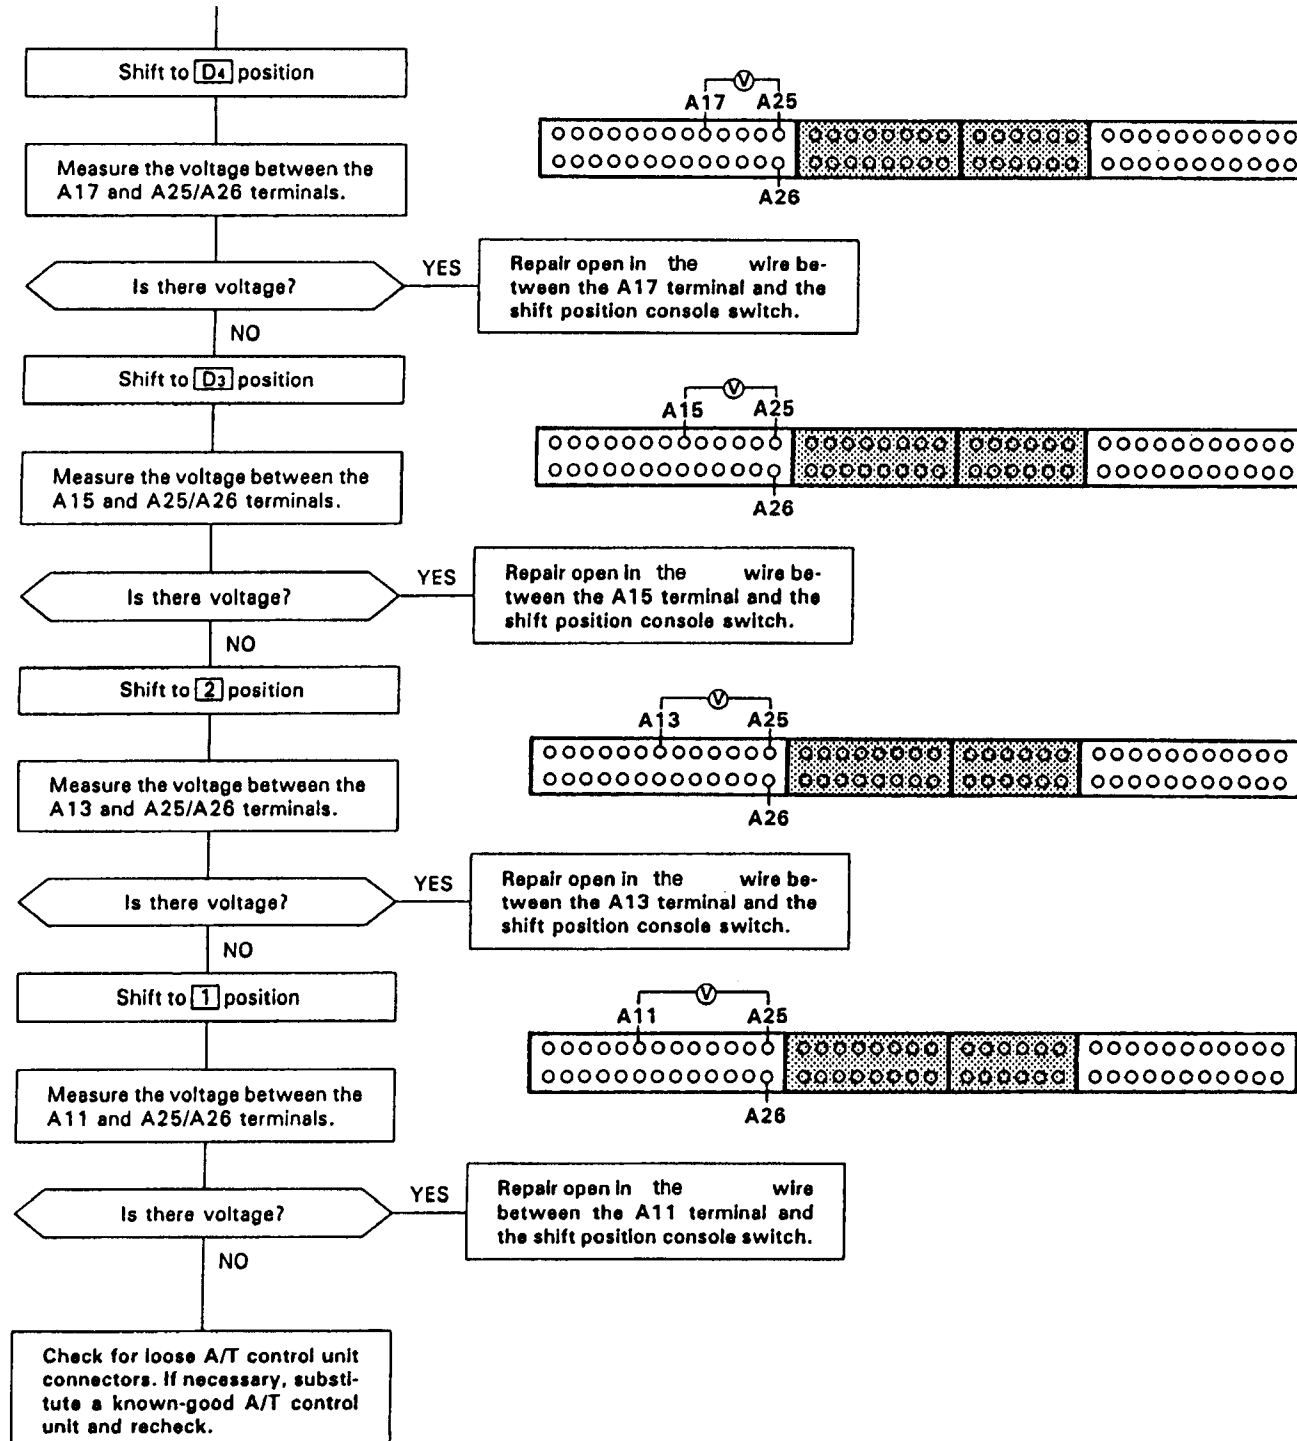 Shift to D4 position
A17 V A25
A26
Measure the voltage between the
A17 and A25/A26 terminals.
Is there voltage?
YES
Repair open in the wire be-
tween the A17 terminal and the
shift position console switch.
NO
Shift to D3 position
A15 V A25
A26
Measure the voltage between the
A15 and A25/A26 terminals.
Is there voltage?
YES
Repair open in the wire be-
tween the A15 terminal and the
shift position console switch.
NO
Shift to 2 position
A13 V A25
A26
Measure the voltage between the
A13 and A25/A26 terminals.
Is there voltage?
YES
Repair open in the wire be-
tween the A13 terminal and the
shift position console switch.
NO
Shift to 1 position
A11 V A25
A26
Measure the voltage between the
A11 and A25/A26 terminals.
Is there voltage?
YES
Repair open in the wire
between the A11 terminal and
the shift position console switch.
NO
Check for loose A/T control unit
connectors. If necessary, substi-
tute a known-good A/T control
unit and recheck.